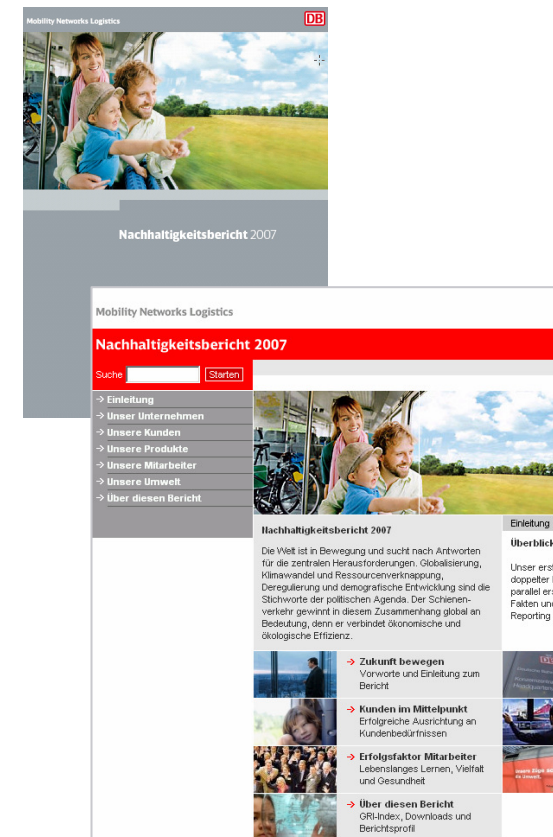 Mobility Networks Logistics
DB
Nachhaltigkeitsbericht 2007
Mobility Networks Logistics
Nachhaltigkeitsbericht 2007
Suche
Starten
Einleitung
Unser Unternehmen
Unsere Kunden
Unsere Produkte
Unsere Mitarbeiter
Unsere Umwelt
Über diesen Bericht
Nachhaltigkeitsbericht 2007
Die Welt ist in Bewegung und sucht nach Antworten
für die zentralen Herausforderungen. Globalisierung,
Klimawandel und Ressourcenverknappung,
Deregulierung und demografische Entwicklung sind die
Stichworte der politischen Agenda. Der Schienen-
verkehr gewinnt in diesem Zusammenhang global an
Bedeutung, denn er verbindet ökonomische und
ökologische Effizienz.
Einleitung
Überblick
Unser erst
doppelter
parallel ers
Fakten und
Reporting
Zukunft bewegen
Vorworte und Einleitung zum
Bericht
Kunden im Mittelpunkt
Erfolgreiche Ausrichtung an
Kundenbedürfnissen
Erfolgsfaktor Mitarbeiter
Lebenslanges Lernen, Vielfalt
und Gesundheit
Über diesen Bericht
GRI-Index, Downloads und
Berichtsprofil